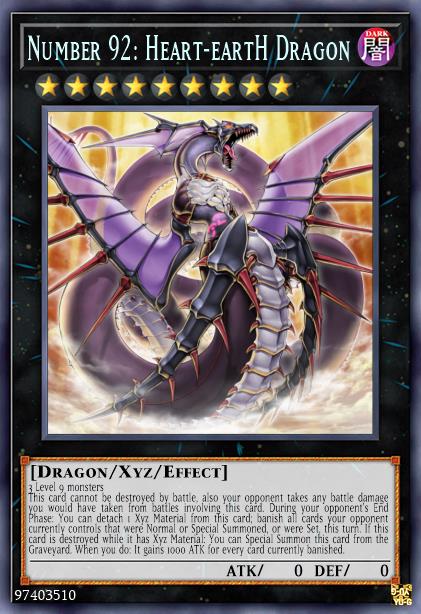 Number 92: Heart-eartH Dragon
DARK
闇
[Dragon/Xyz/Effect]
3 Level 9 monsters
This card cannot be destroyed by battle, also your opponent takes any battle damage
you would have taken from battles involving this card. During your opponent's End
Phase: You can detach 1 Xyz Material from this card; banish all cards your opponent
currently controls that were Normal or Special Summoned, or were Set, this turn. If this
card is destroyed while it has Xyz Material: You can Special Summon this card from the
Graveyard. When you do: It gains 1000 ATK for every card currently banished.
ATK/ 0 DEF/ 0
97403510